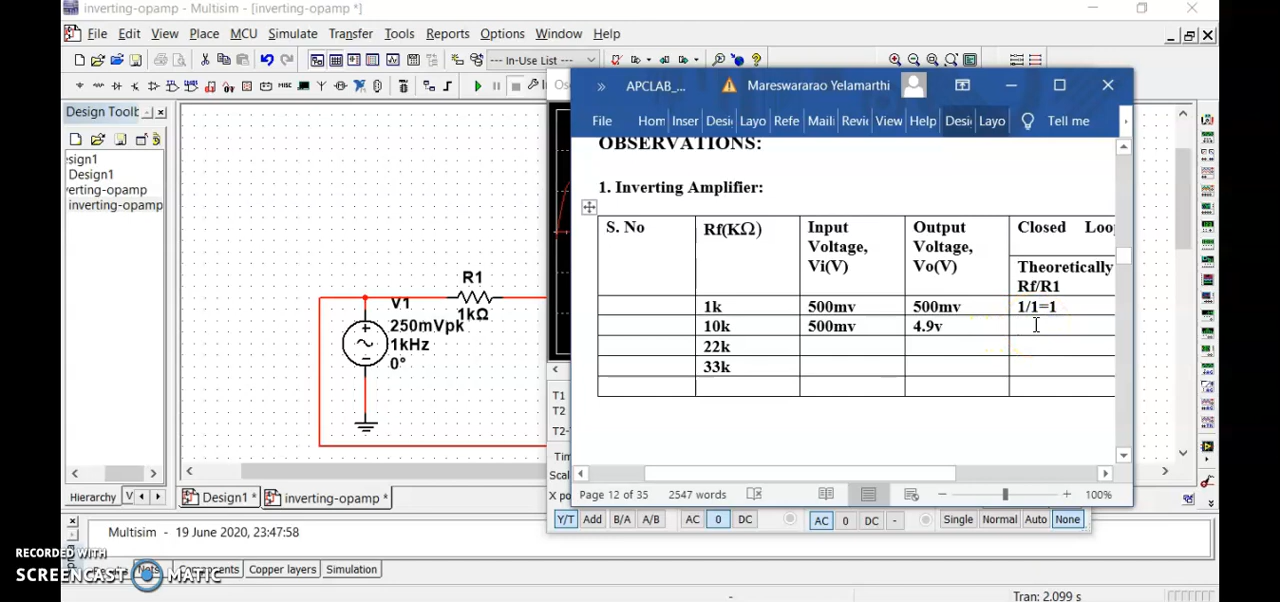 inverting-opamp - Multisim - [inverting-opamp *]
File Edit View Place MCU Simulate Transfer Tools Reports Options Window Help
--- In-Use List ---
Design Toolb
esign1
Design1
verting-opamp
inverting-opamp
R1
1kΩ
V1
250mVpk
1kHz
0°
Hierarchy V
Design1 *
inverting-opamp *
Multisim - 19 June 2020, 23:47:58
Nets Components Copper layers Simulation
RECORDED WITH
SCREENCAST MATIC
Tran: 2.099 s
APCLAB_...
Mareswararao Yelamarthi
File Hom Inser Desi Layo Refe Maili Revi View Help Desi Layo Tell me
OBSERVATIONS:
1. Inverting Amplifier:
S. No Rf(KΩ) Input Voltage, Vi(V) Output Voltage, Vo(V) Closed Loo
Theoretically Rf/R1
1k 500mv 500mv 1/1=1
10k 500mv 4.9v
22k
33k
Page 12 of 35 2547 words 100%
T1
T2
T2-
Tim
Scal
X po
Y/T Add B/A A/B AC 0 DC AC 0 DC - Single Normal Auto None